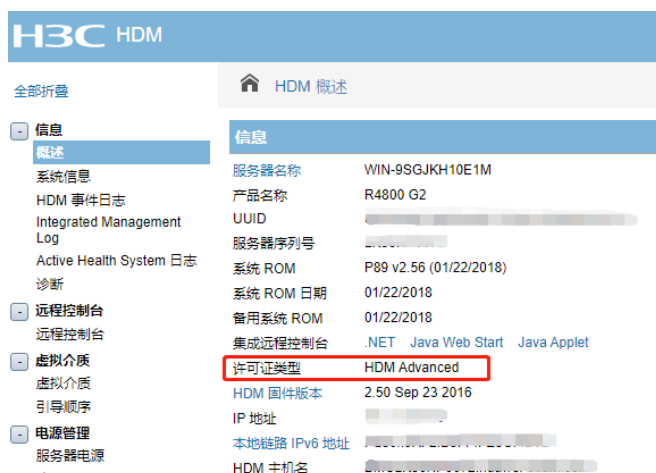 H3C HDM
全部折叠
HDM 概述
信息
概述
系统信息
HDM 事件日志
Integrated Management
Log
Active Health System 日志
诊断
远程控制台
远程控制台
虚拟介质
虚拟介质
引导顺序
电源管理
服务器电源
信息
服务器名称 WIN-9SGJKH10E1M
产品名称 R4800 G2
UUID
服务器序列号
系统 ROM P89 v2.56 (01/22/2018)
系统 ROM 日期 01/22/2018
备用系统 ROM 01/22/2018
集成远程控制台 .NET Java Web Start Java Applet
许可证类型 HDM Advanced
HDM 固件版本 2.50 Sep 23 2016
IP 地址
本地链路 IPv6 地址
HDM 主机名